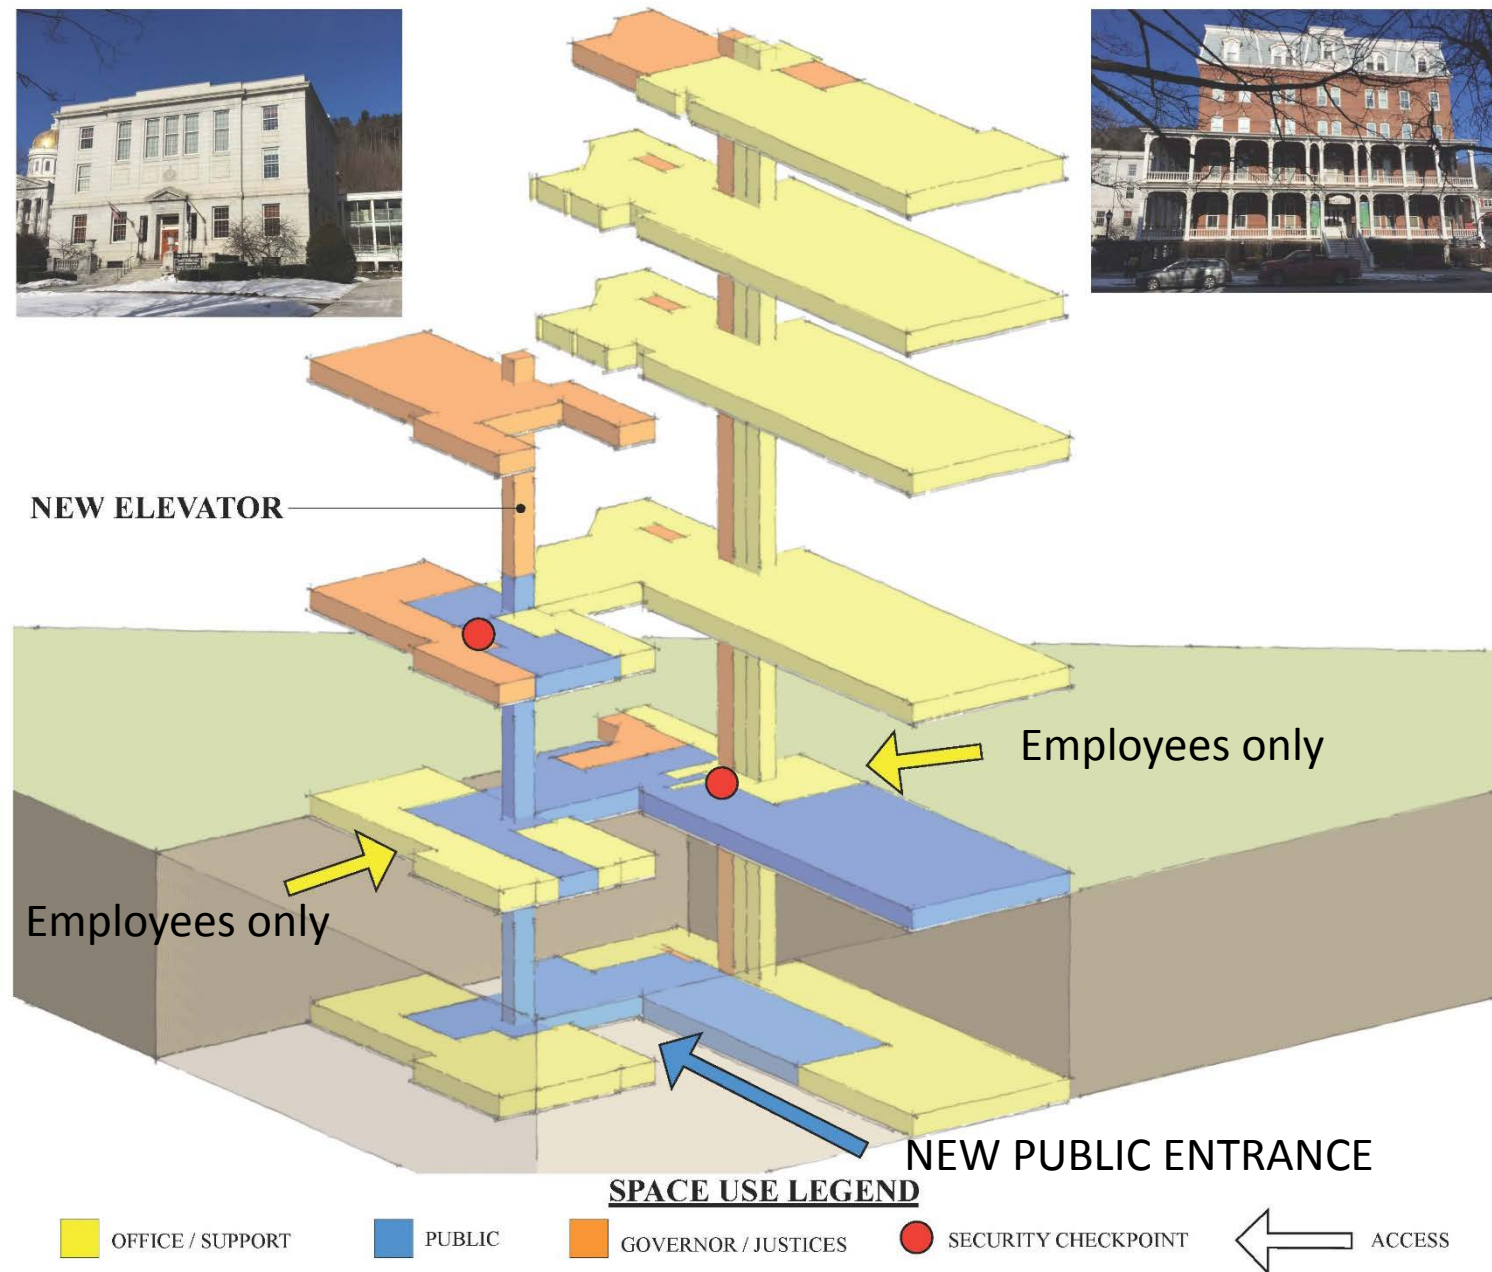 NEW ELEVATOR
Employees only
Employees only
NEW PUBLIC ENTRANCE
SPACE USE LEGEND
OFFICE / SUPPORT
PUBLIC
GOVERNOR / JUSTICES
SECURITY CHECKPOINT
ACCESS